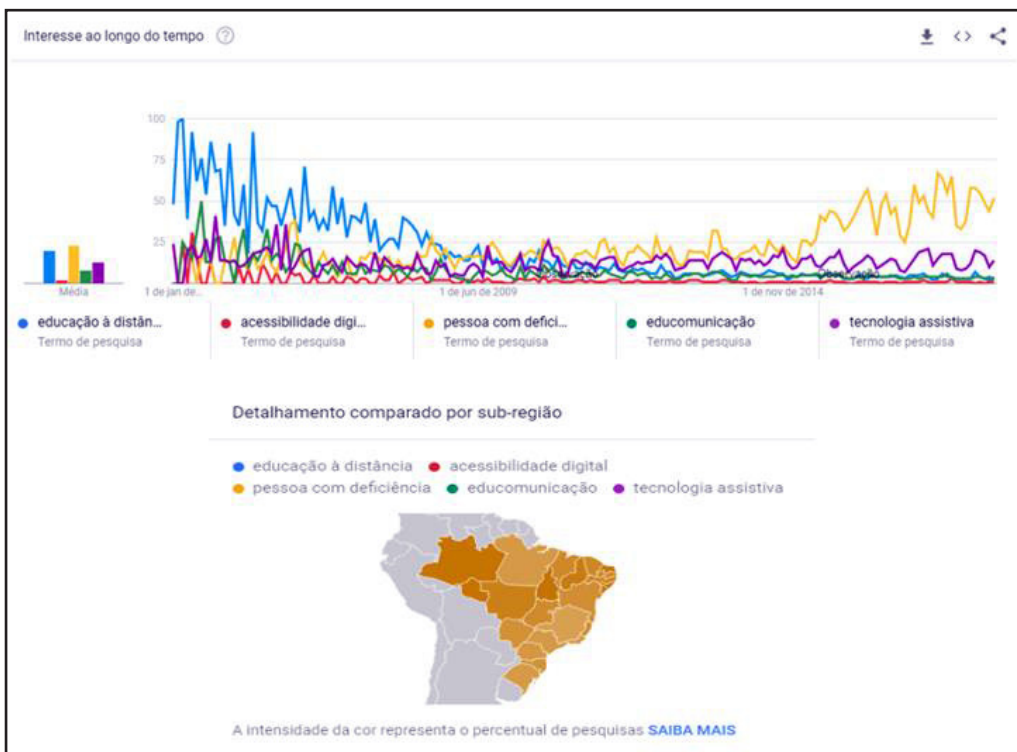 Interesse ao longo do tempo ?
100
75
50
25
Média
1 de jan de...
1 de jun de 2009
Observação
1 de nov de 2014
Observação
educação à distân...
Termo de pesquisa
acessibilidade digi...
Termo de pesquisa
pessoa com defici...
Termo de pesquisa
educomunicação
Termo de pesquisa
tecnologia assistiva
Termo de pesquisa
Detalhamento comparado por sub-região
educação à distância acessibilidade digital
pessoa com deficiência educomunicação tecnologia assistiva
A intensidade da cor representa o percentual de pesquisas SAIBA MAIS